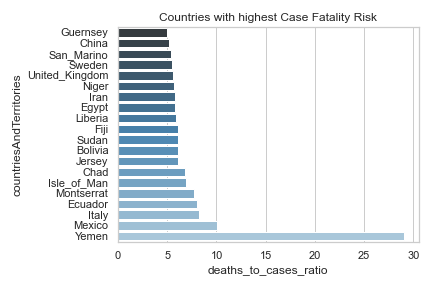 Countries with highest Case Fatality Risk
countriesAndTerritories
Guernsey
China
San_Marino
Sweden
United_Kingdom
Niger
Iran
Egypt
Liberia
Fiji
Sudan
Bolivia
Jersey
Chad
Isle_of_Man
Montserrat
Ecuador
Italy
Mexico
Yemen
0 5 10 15 20 25 30
deaths_to_cases_ratio